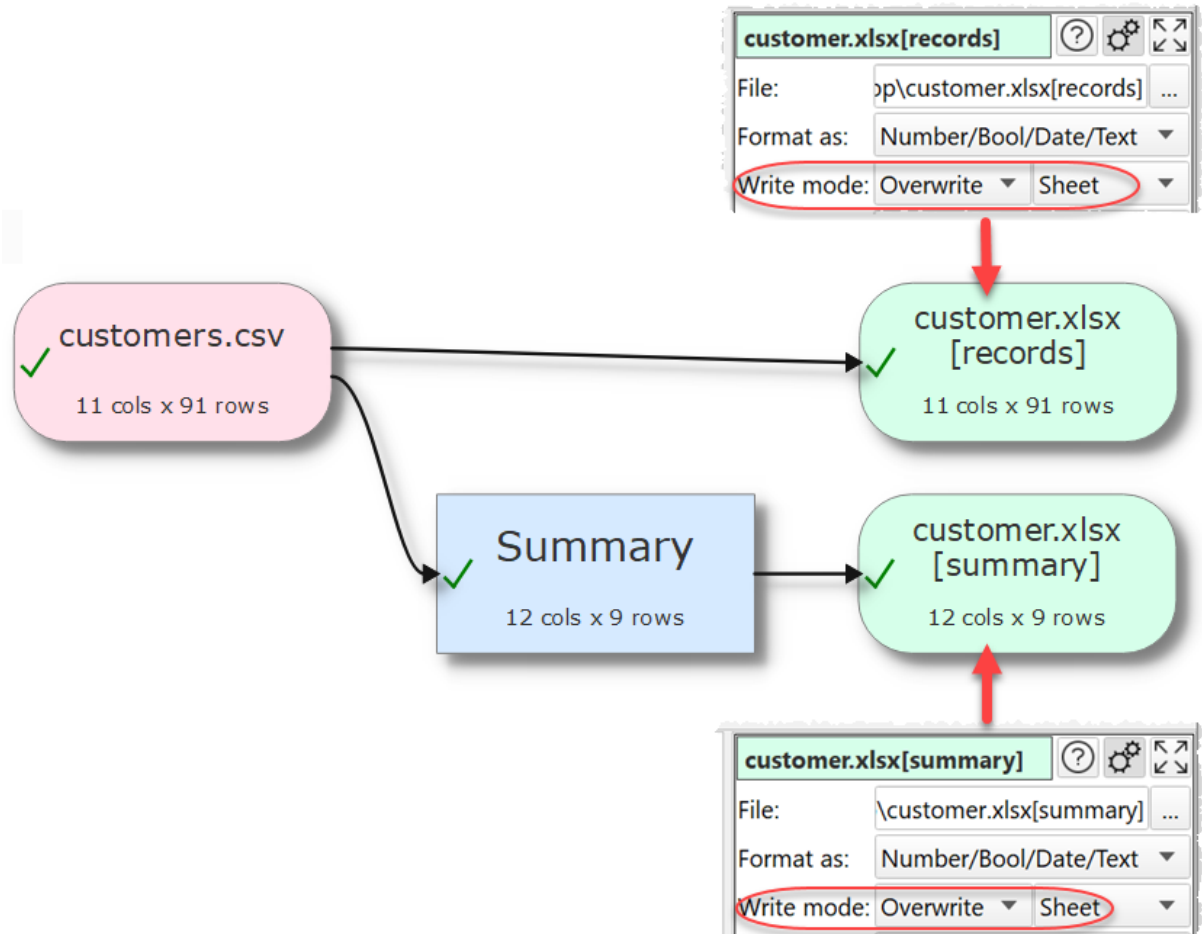 customer.xlsx[records]
File: op\customer.xlsx[records] ...
Format as: Number/Bool/Date/Text
Write mode: Overwrite Sheet
customers.csv
11 cols x 91 rows
customer.xlsx
[records]
11 cols x 91 rows
Summary
12 cols x 9 rows
customer.xlsx
[summary]
12 cols x 9 rows
customer.xlsx[summary]
File: \customer.xlsx[summary] ...
Format as: Number/Bool/Date/Text
Write mode: Overwrite Sheet